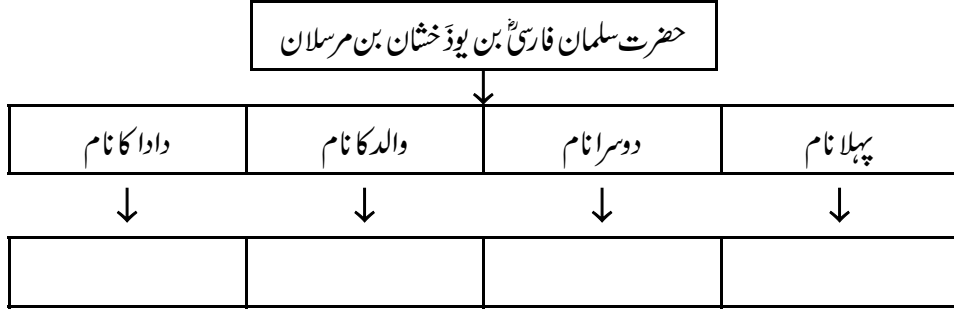 حضرت سلمان فارسیؓ بن یوذَ خشان بن مرسلان
پہلا نام
دوسرا نام
والد کا نام
دادا کا نام